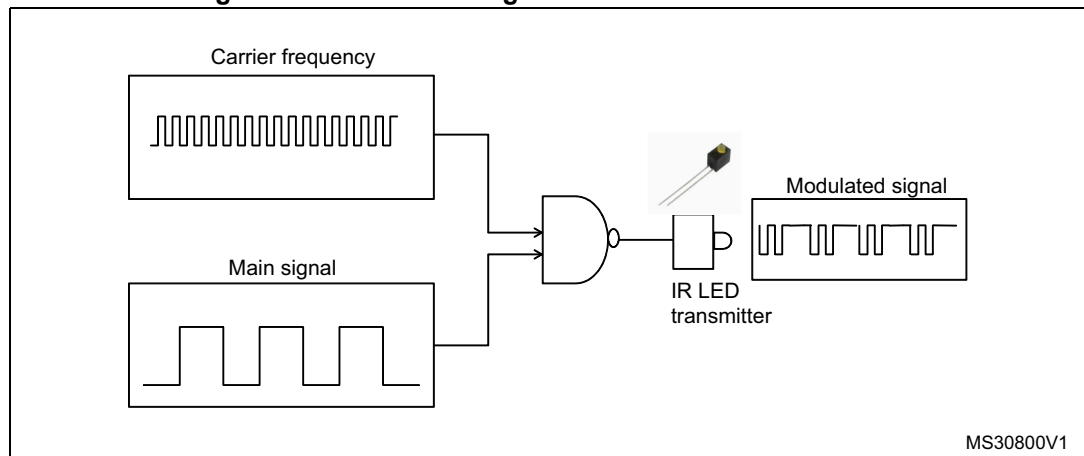 Carrier frequency
Main signal
IR LED
transmitter
Modulated signal
MS30800V1